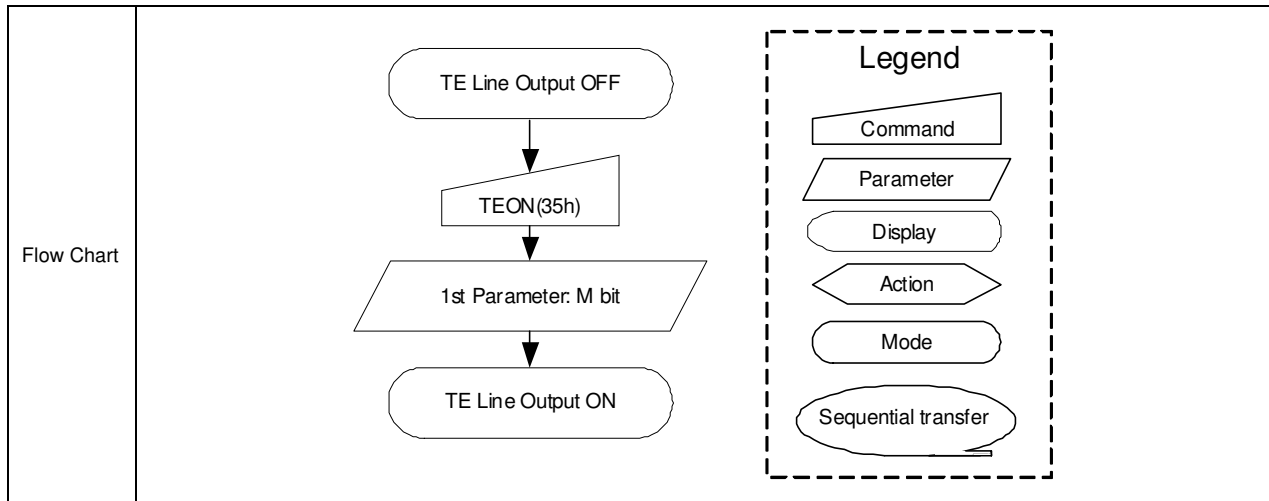 Flow Chart
TE Line Output OFF
TEON(35h)
1st Parameter: M bit
TE Line Output ON
Legend
Command
Parameter
Display
Action
Mode
Sequential transfer